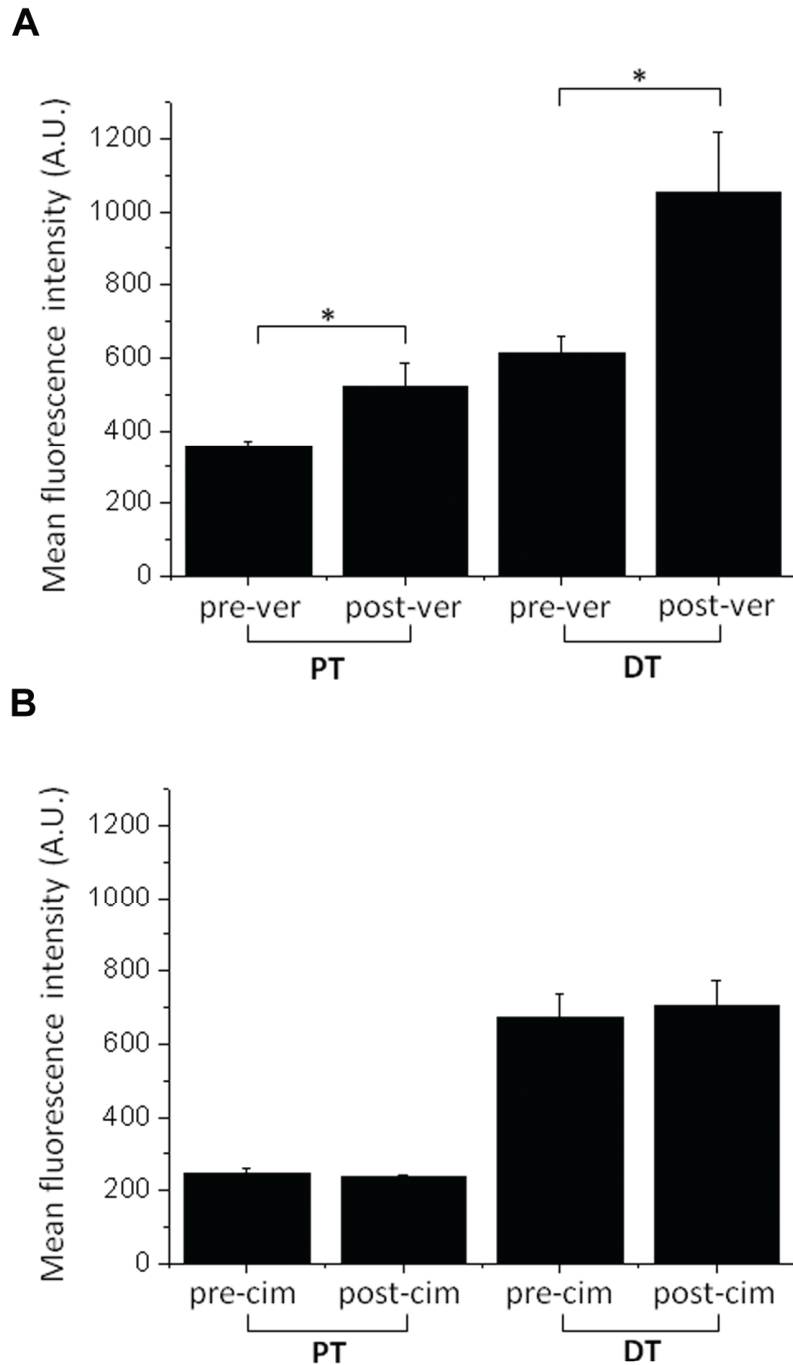 A
Mean fluorescence intensity (A.U.)
1200
1000
800
600
400
200
0
*
*
pre-ver post-ver pre-ver post-ver
PT DT
B
Mean fluorescence intensity (A.U.)
1200
1000
800
600
400
200
0
pre-cim post-cim pre-cim post-cim
PT DT